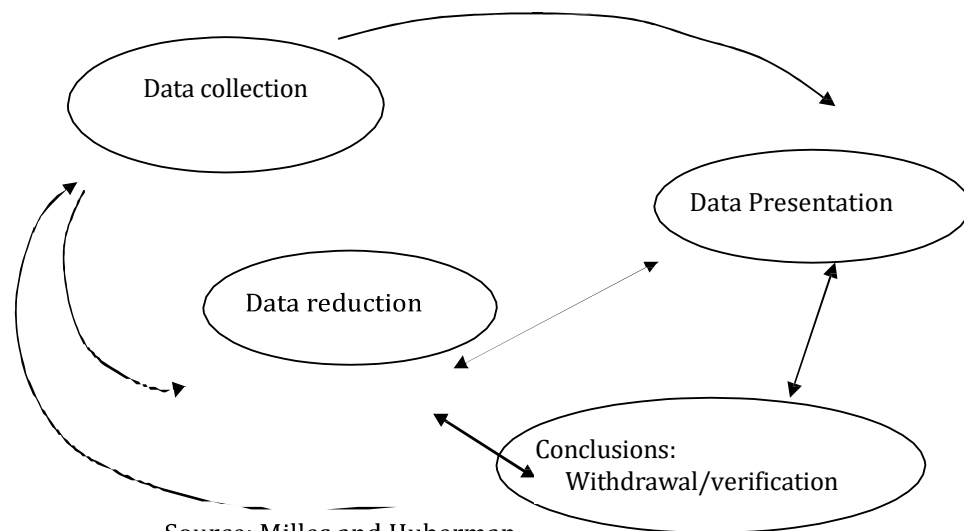 Data collection
Data Presentation
Data reduction
Conclusions:
Withdrawal/verification
Source: Milles and Huberman